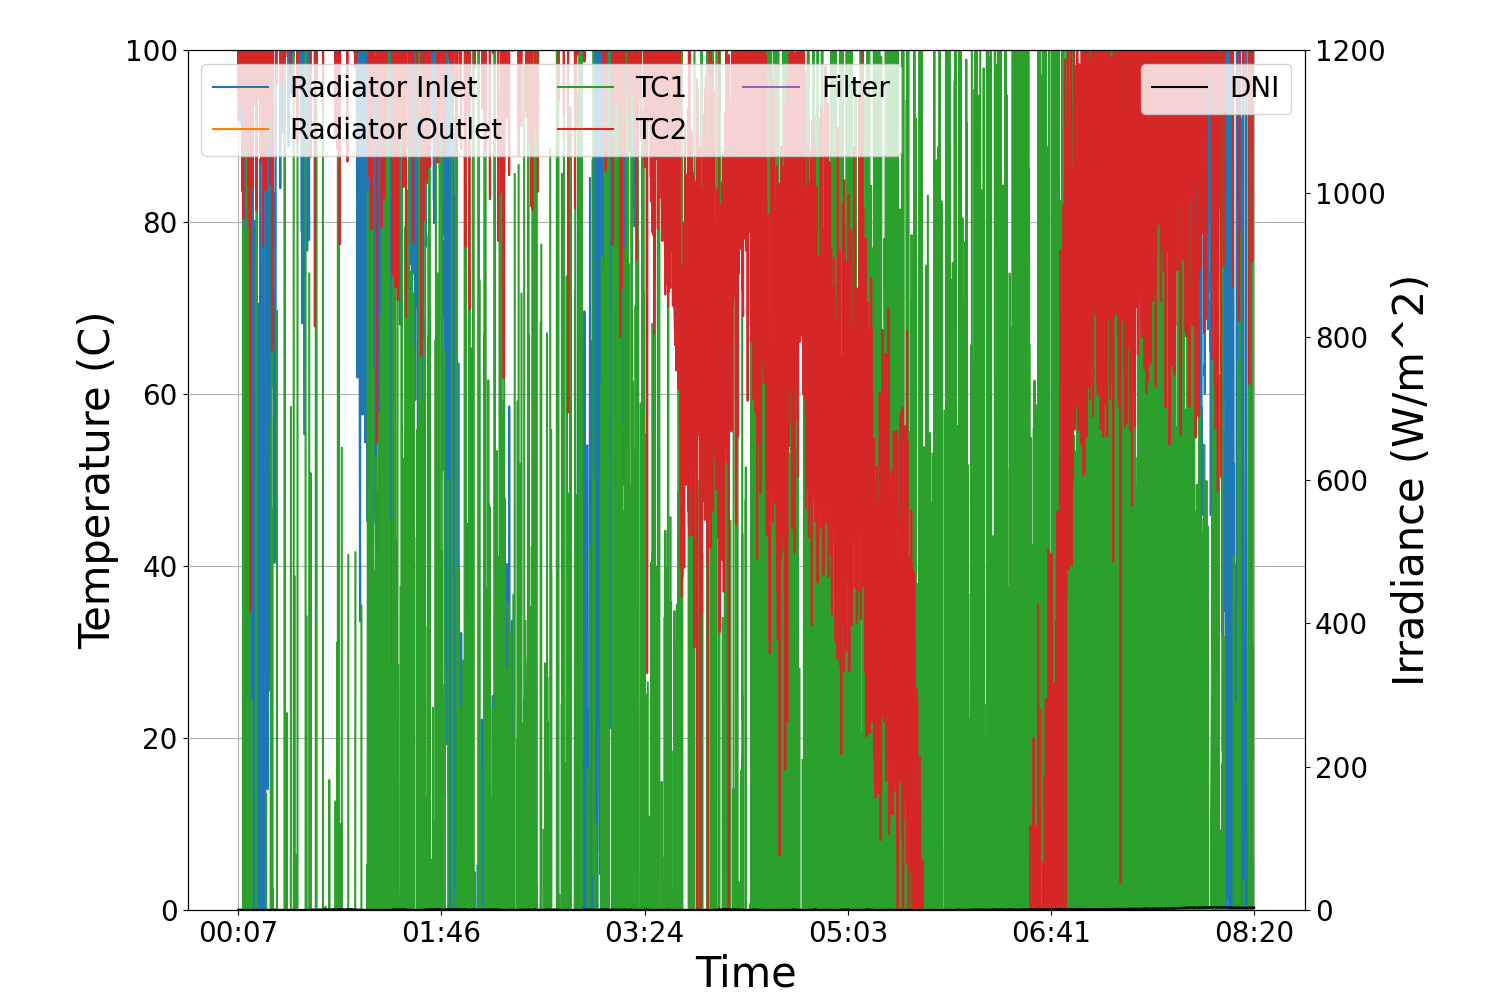 100
80
60
40
20
0
Temperature (C)
Radiator Inlet
Radiator Outlet
TC1
TC2
Filter
DNI
1200
1000
800
600
400
200
0
Irradiance (W/m^2)
00:07
01:46
03:24
05:03
06:41
08:20
Time